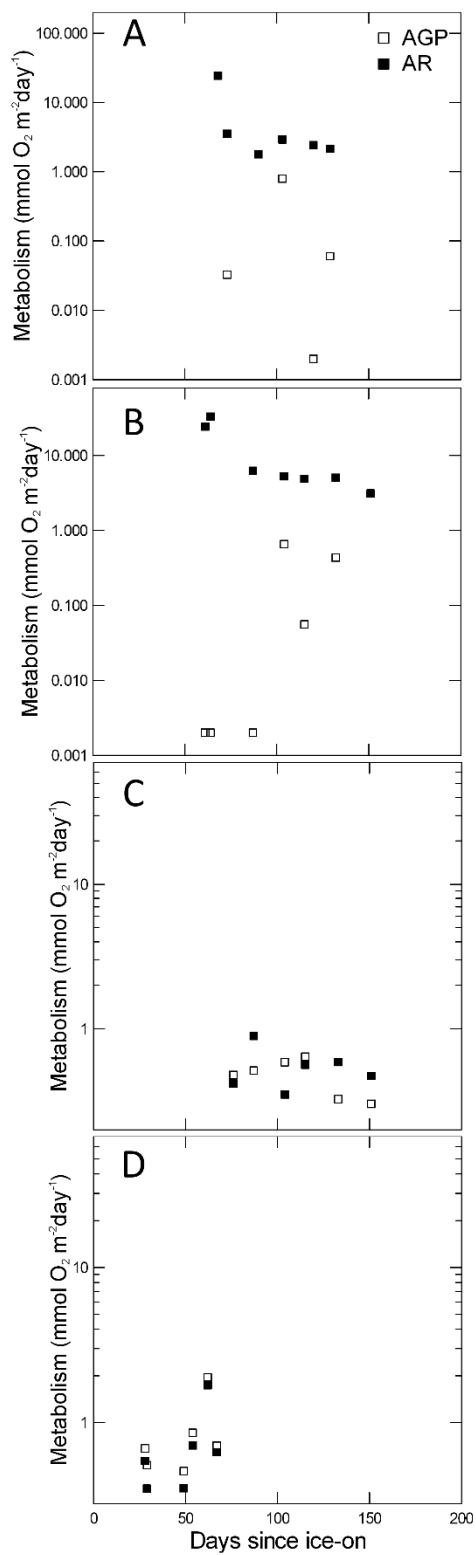 A
□ AGP
■ AR
100.000
10.000
1.000
0.100
0.010
0.001
Metabolism (mmol O₂ m⁻²day⁻¹)
B
10.000
1.000
0.100
0.010
0.001
Metabolism (mmol O₂ m⁻²day⁻¹)
C
10
1
Metabolism (mmol O₂ m⁻²day⁻¹)
D
10
1
Metabolism (mmol O₂ m⁻²day⁻¹)
0 50 100 150 200
Days since ice-on